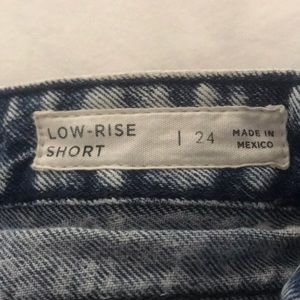 LOW-RISE
SHORT
| 24
MADE IN
MEXICO